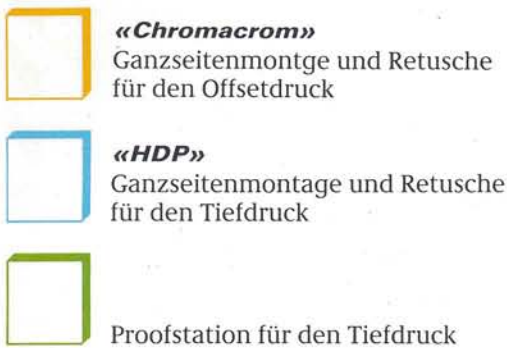 «Chromacrom»
Ganzseitenmontge und Retusche
für den Offsetdruck
«HDP»
Ganzseitenmontage und Retusche
für den Tiefdruck
Proofstation für den Tiefdruck